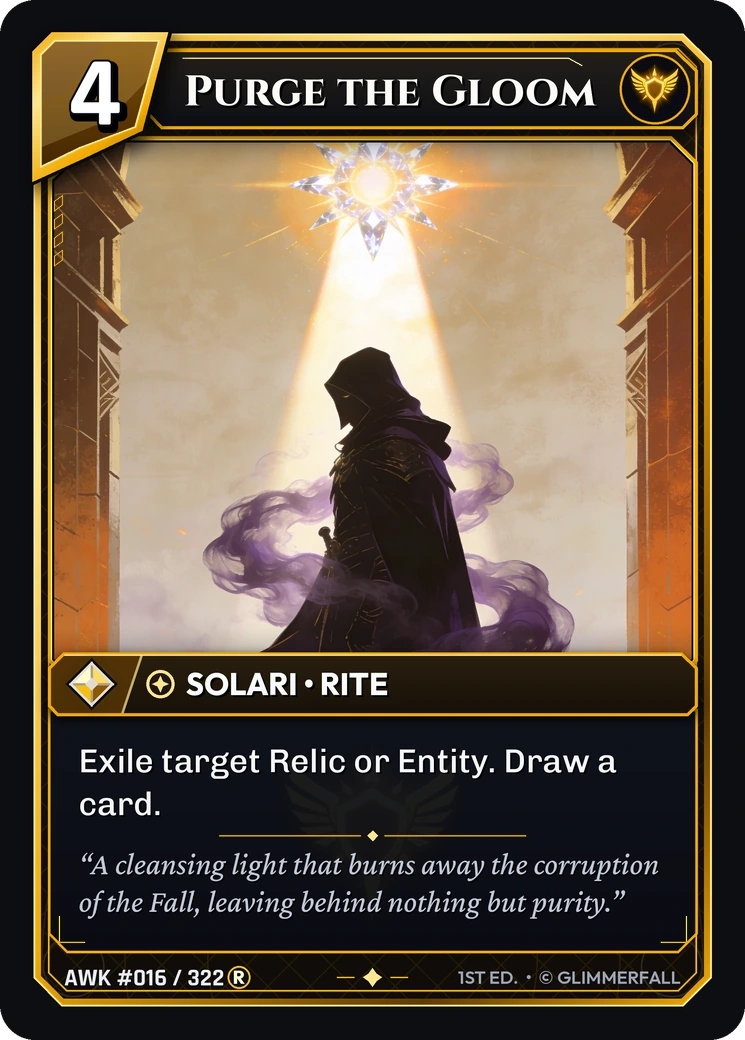 4
PURGE THE GLOOM
SOLARI • RITE
Exile target Relic or Entity. Draw a
card.
“A cleansing light that burns away the corruption
of the Fall, leaving behind nothing but purity.”
AWK #016 / 322 R
1ST ED. • © GLIMMERFALL